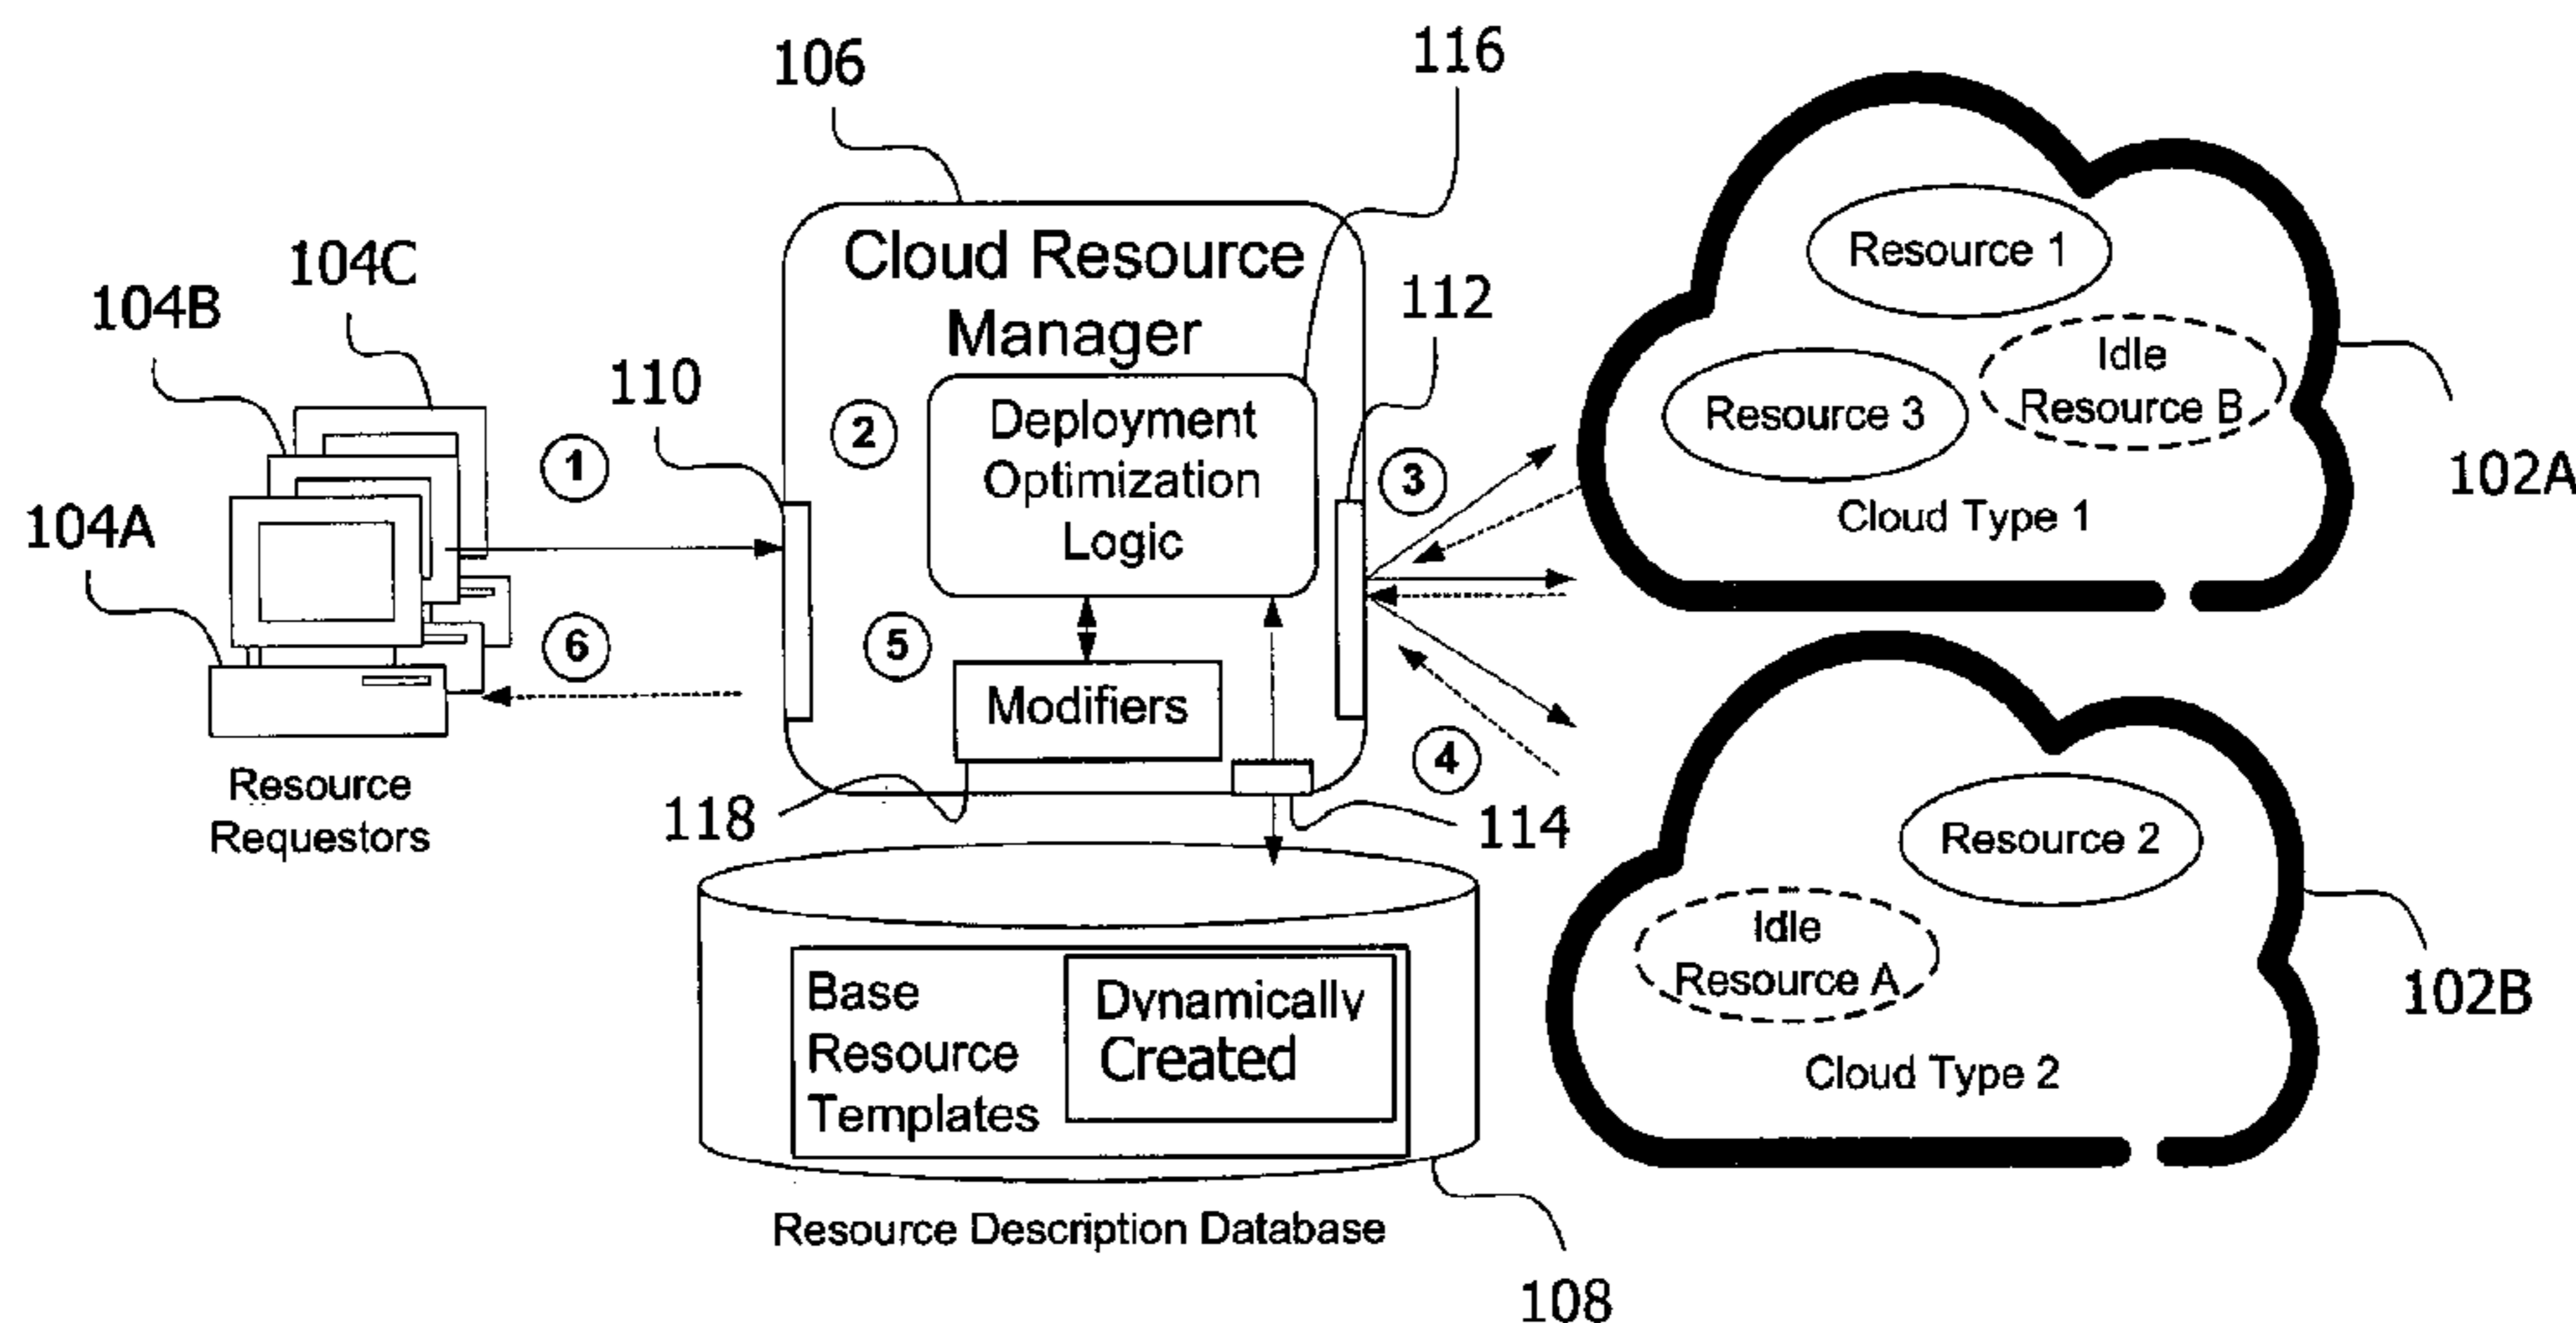 106
116
104C
104B
110
112
104A
Cloud Resource
Manager
1
2
Deployment
Optimization
Logic
3
5
6
Modifiers
4
118
114
Resource
Requestors
Resource 1
Idle
Resource B
Resource 3
Cloud Type 1
102A
Resource 2
Idle
Resource A
Cloud Type 2
102B
Base
Resource
Templates
Dynamically
Created
Resource Description Database
108